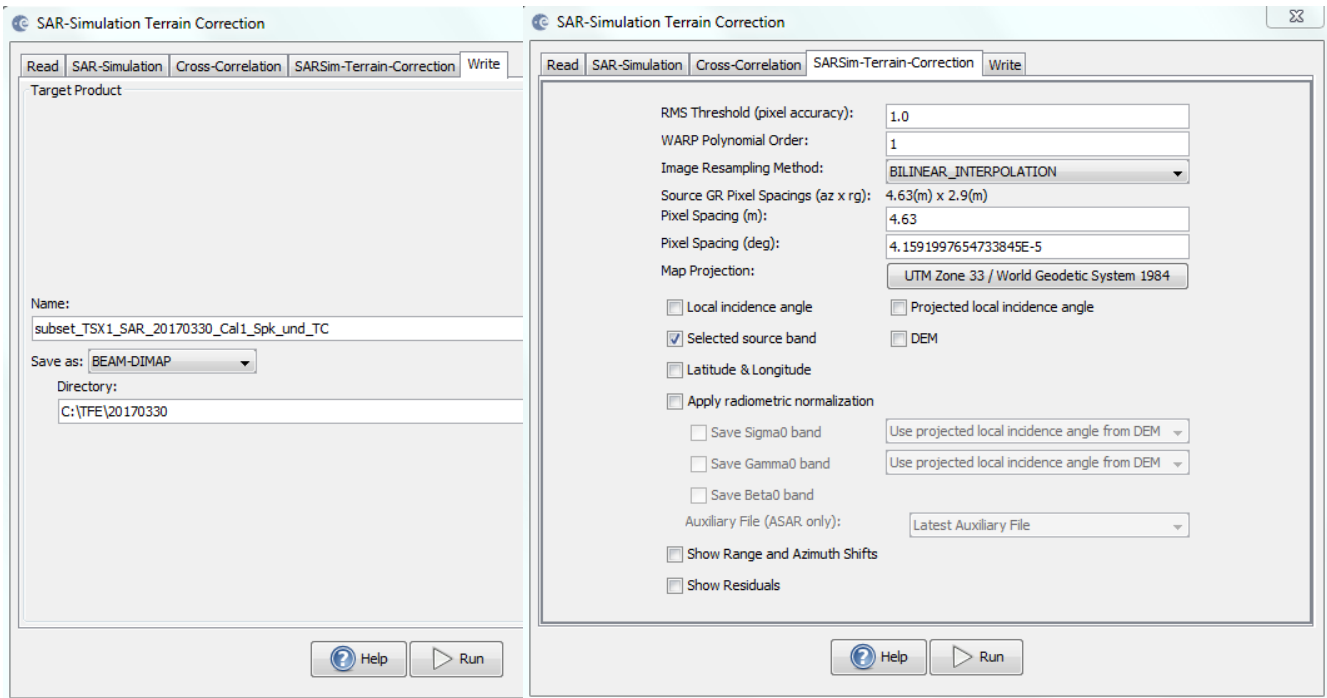 SAR-Simulation Terrain Correction
Read SAR-Simulation Cross-Correlation SARSim-Terrain-Correction Write
Target Product
Name:
subset_TSX1_SAR_20170330_Cal1_Spk_und_TC
Save as: BEAM-DIMAP
Directory:
C:\TFE\20170330
Help Run
SAR-Simulation Terrain Correction
Read SAR-Simulation Cross-Correlation SARSim-Terrain-Correction Write
RMS Threshold (pixel accuracy): 1.0
WARP Polynomial Order: 1
Image Resampling Method: BILINEAR_INTERPOLATION
Source GR Pixel Spacings (az x rg): 4.63(m) x 2.9(m)
Pixel Spacing (m): 4.63
Pixel Spacing (deg): 4.1591997654733845E-5
Map Projection: UTM Zone 33 / World Geodetic System 1984
Local incidence angle Projected local incidence angle
Selected source band DEM
Latitude & Longitude
Apply radiometric normalization
Save Sigma0 band Use projected local incidence angle from DEM
Save Gamma0 band Use projected local incidence angle from DEM
Save Beta0 band
Auxiliary File (ASAR only): Latest Auxiliary File
Show Range and Azimuth Shifts
Show Residuals
Help Run